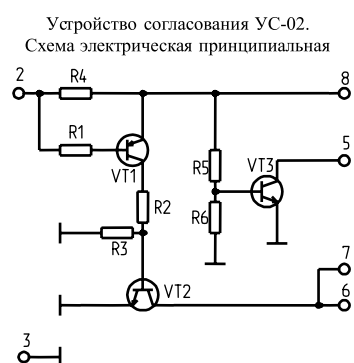 Устройство согласования УС-02.
Схема электрическая принципиальная
2 R4 8
R1 R5 VT3 5
VT1
R2 R6
R3
7
VT2 6
3